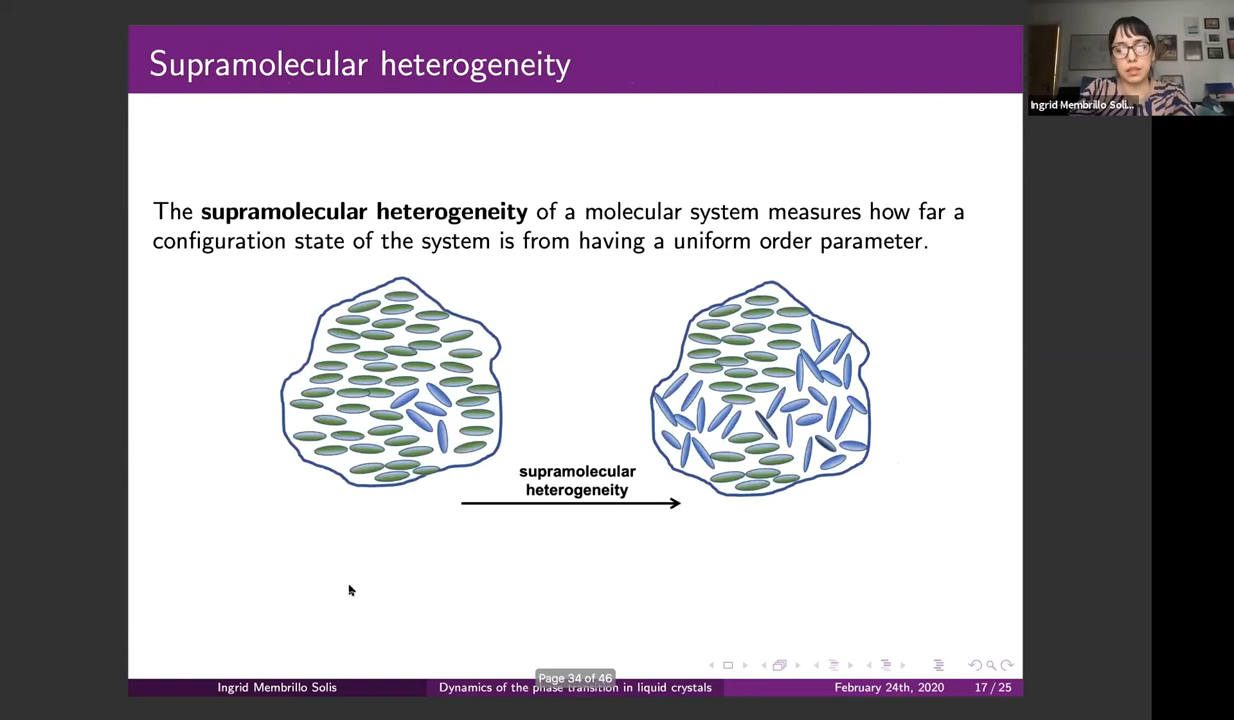 Supramolecular heterogeneity
Ingrid Membrillo Soli...
The supramolecular heterogeneity of a molecular system measures how far a
configuration state of the system is from having a uniform order parameter.
supramolecular
heterogeneity
Page 34 of 46
Ingrid Membrillo Solis
Dynamics of the phase transition in liquid crystals
February 24th, 2020
17 / 25